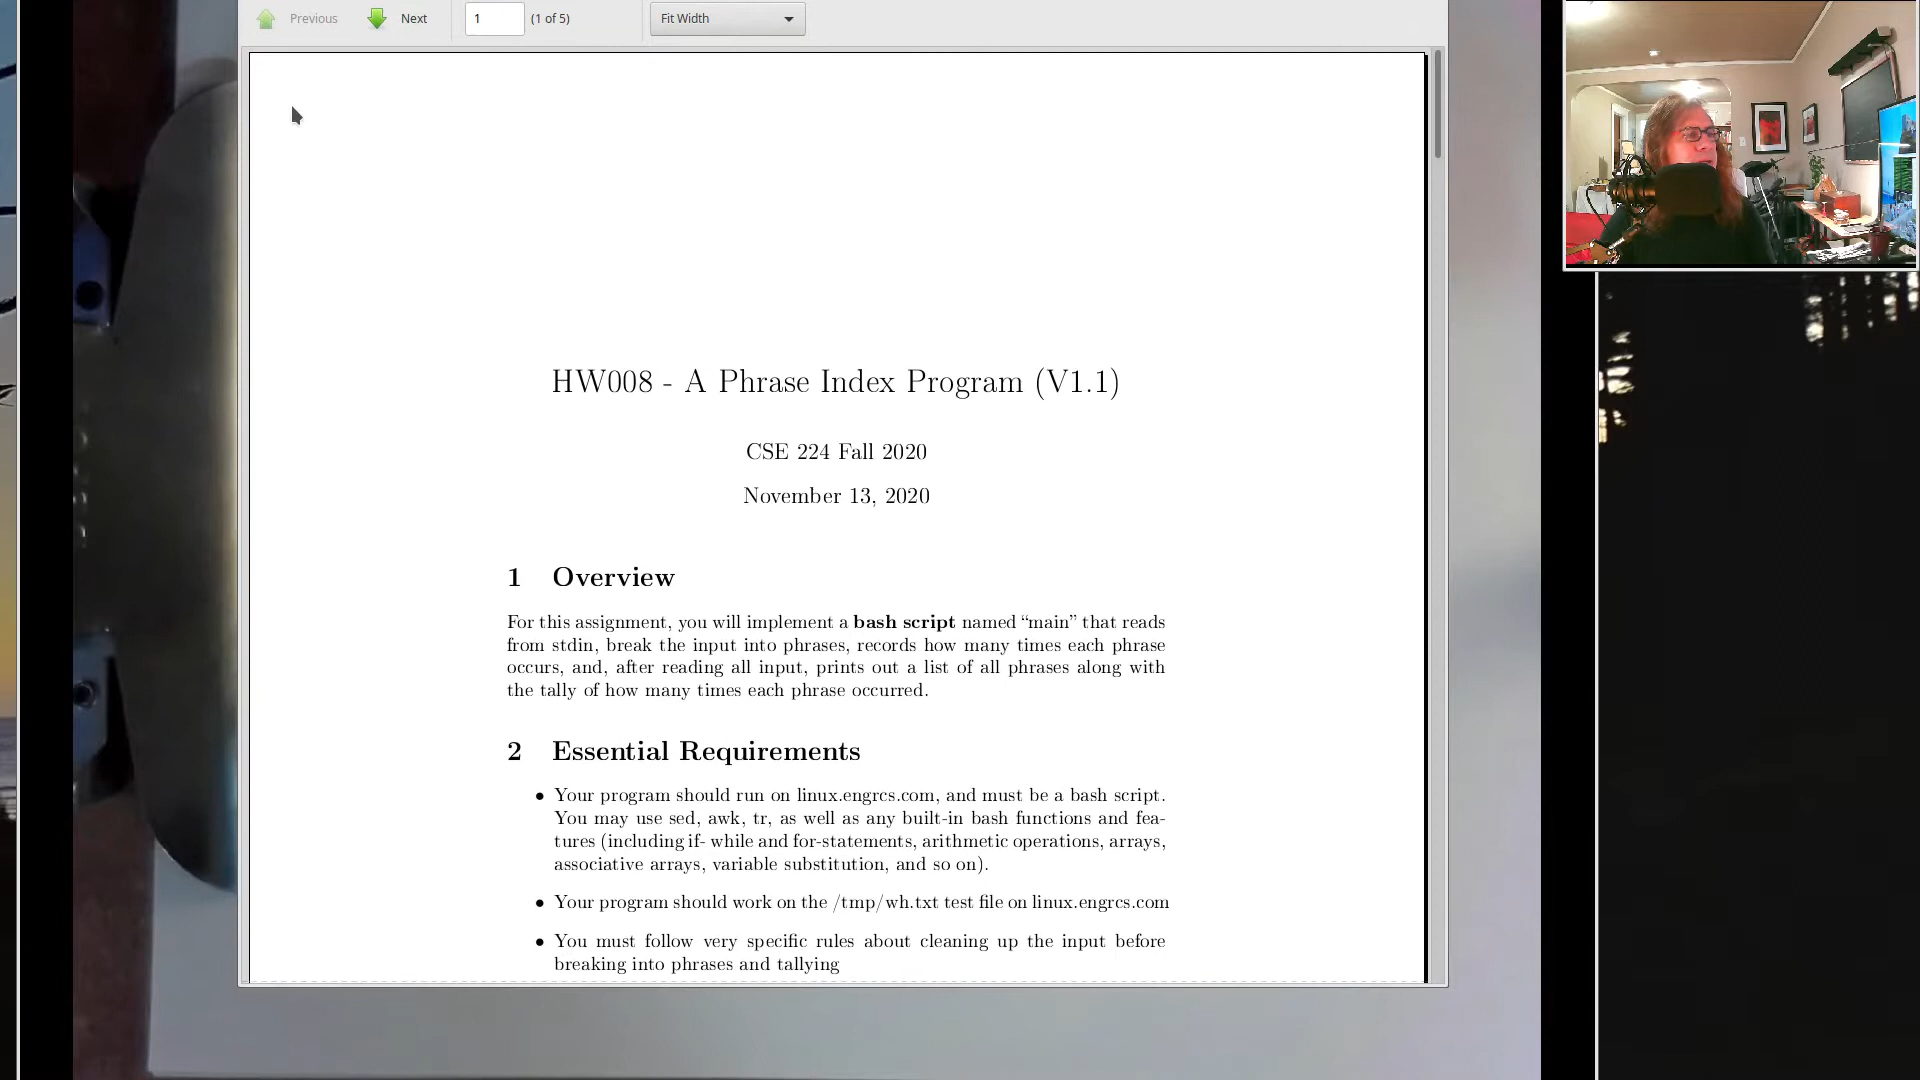 Previous
Next
1
(1 of 5)
Fit Width
HW008 - A Phrase Index Program (V1.1)
CSE 224 Fall 2020
November 13, 2020
1 Overview
For this assignment, you will implement a bash script named “main” that reads
from stdin, break the input into phrases, records how many times each phrase
occurs, and, after reading all input, prints out a list of all phrases along with
the tally of how many times each phrase occurred.
2 Essential Requirements
• Your program should run on linux.engrcs.com, and must be a bash script.
You may use sed, awk, tr, as well as any built-in bash functions and fea-
tures (including if- while and for-statements, arithmetic operations, arrays,
associative arrays, variable substitution, and so on).
• Your program should work on the /tmp/wh.txt test file on linux.engrcs.com
• You must follow very specific rules about cleaning up the input before
breaking into phrases and tallying